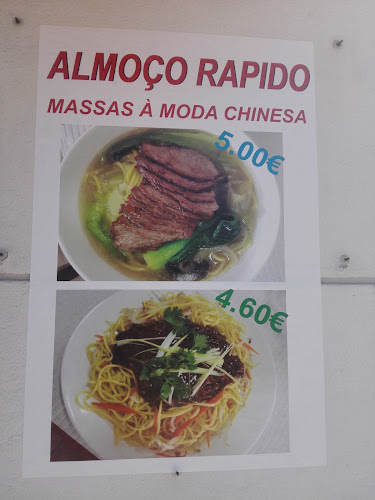 ALMOÇO RAPIDO
MASSAS À MODA CHINESA
5.00€
4.60€